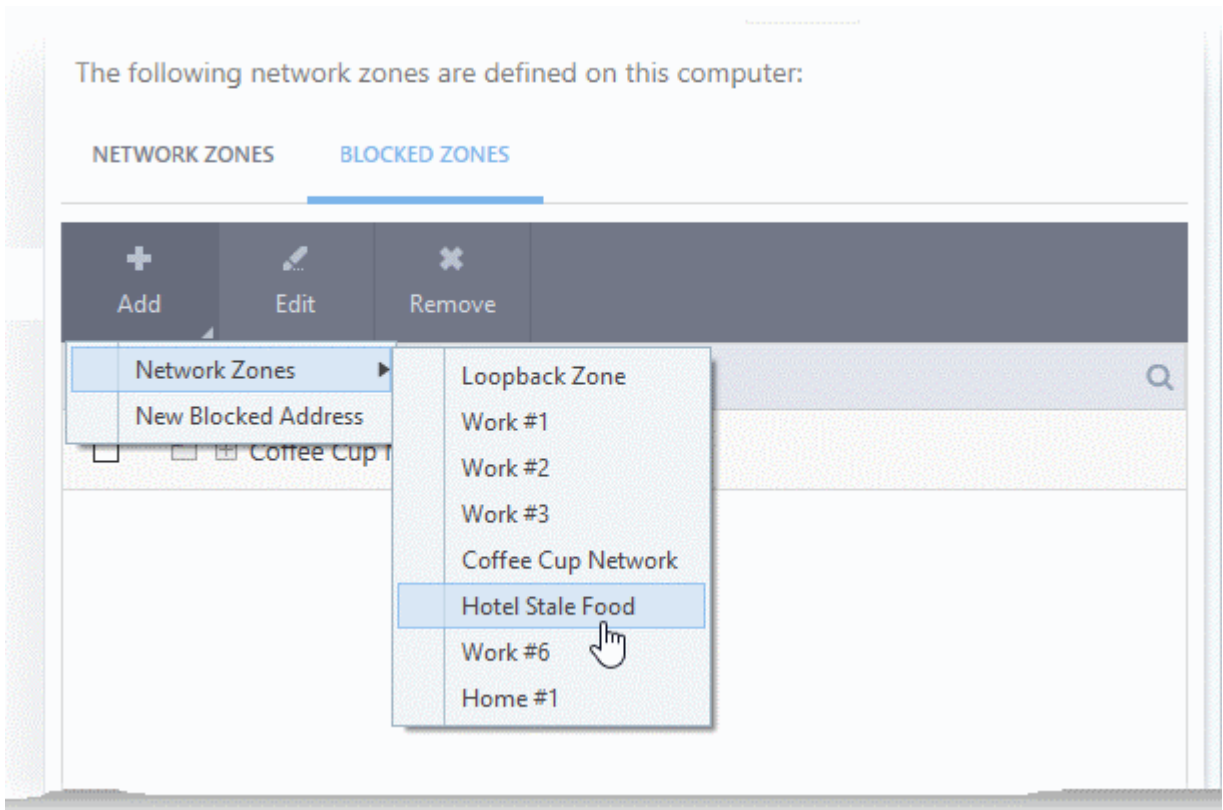 The following network zones are defined on this computer:
NETWORK ZONES BLOCKED ZONES
Add Edit Remove
Network Zones
New Blocked Address
Coffee Cup
Loopback Zone
Work #1
Work #2
Work #3
Coffee Cup Network
Hotel Stale Food
Work #6
Home #1